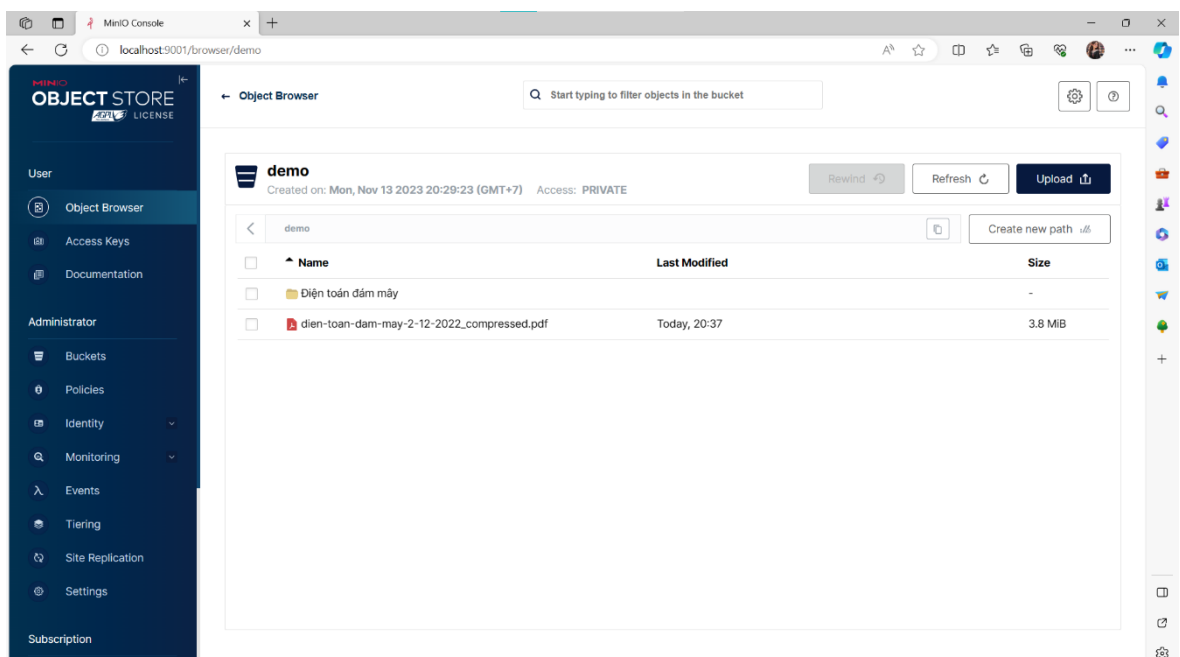 MinIO Console
localhost:9001/browser/demo
MINIO
OBJECT STORE
AGPLv3 LICENSE
← Object Browser
Start typing to filter objects in the bucket
User
Object Browser
Access Keys
Documentation
Administrator
Buckets
Policies
Identity
Monitoring
Events
Tiering
Site Replication
Settings
Subscription
demo
Created on: Mon, Nov 13 2023 20:29:23 (GMT+7) Access: PRIVATE
Rewind
Refresh
Upload
demo
Create new path
Name Last Modified Size
Điện toán đám mây -
dien-toan-dam-may-2-12-2022_compressed.pdf Today, 20:37 3.8 MiB